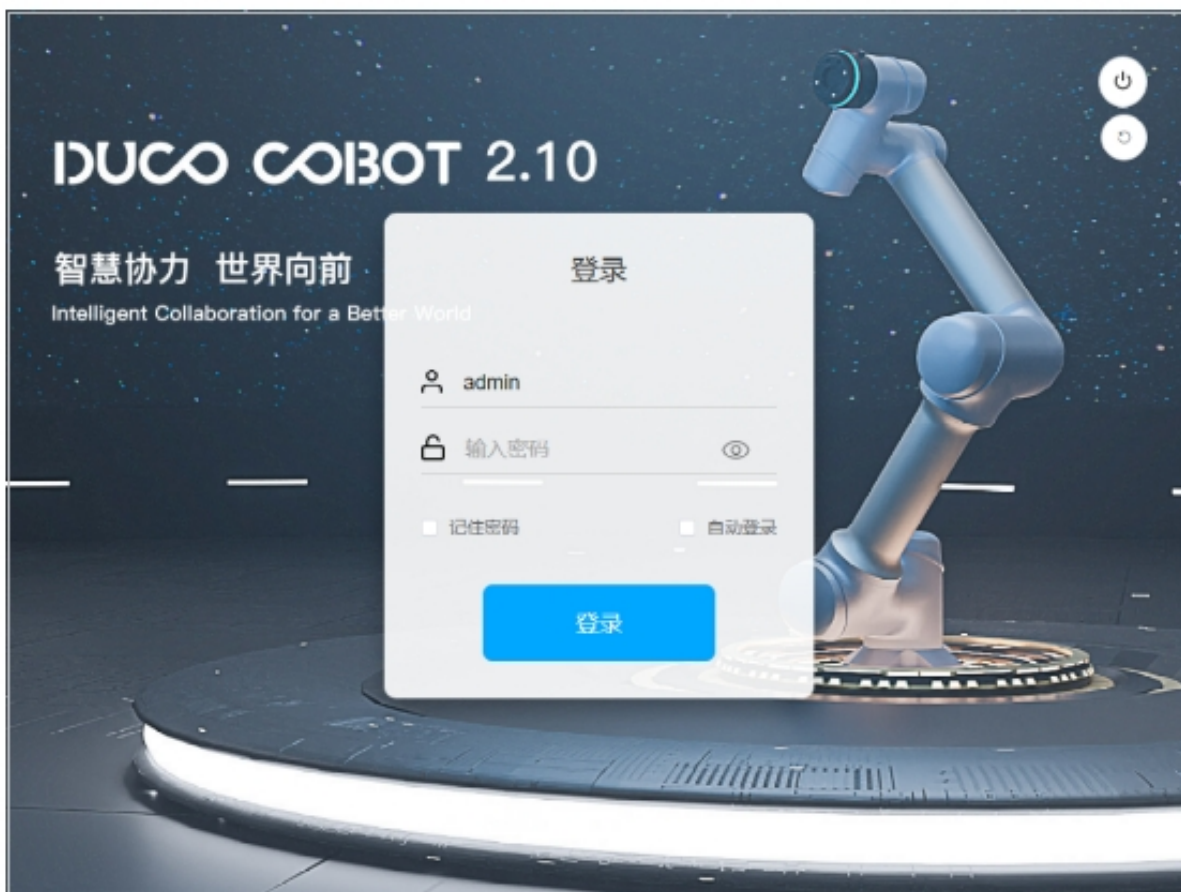 DUCO COBOT 2.10
智慧协力 世界向前
Intelligent Collaboration for a Better World
登录
admin
输入密码
记住密码 自动登录
登录